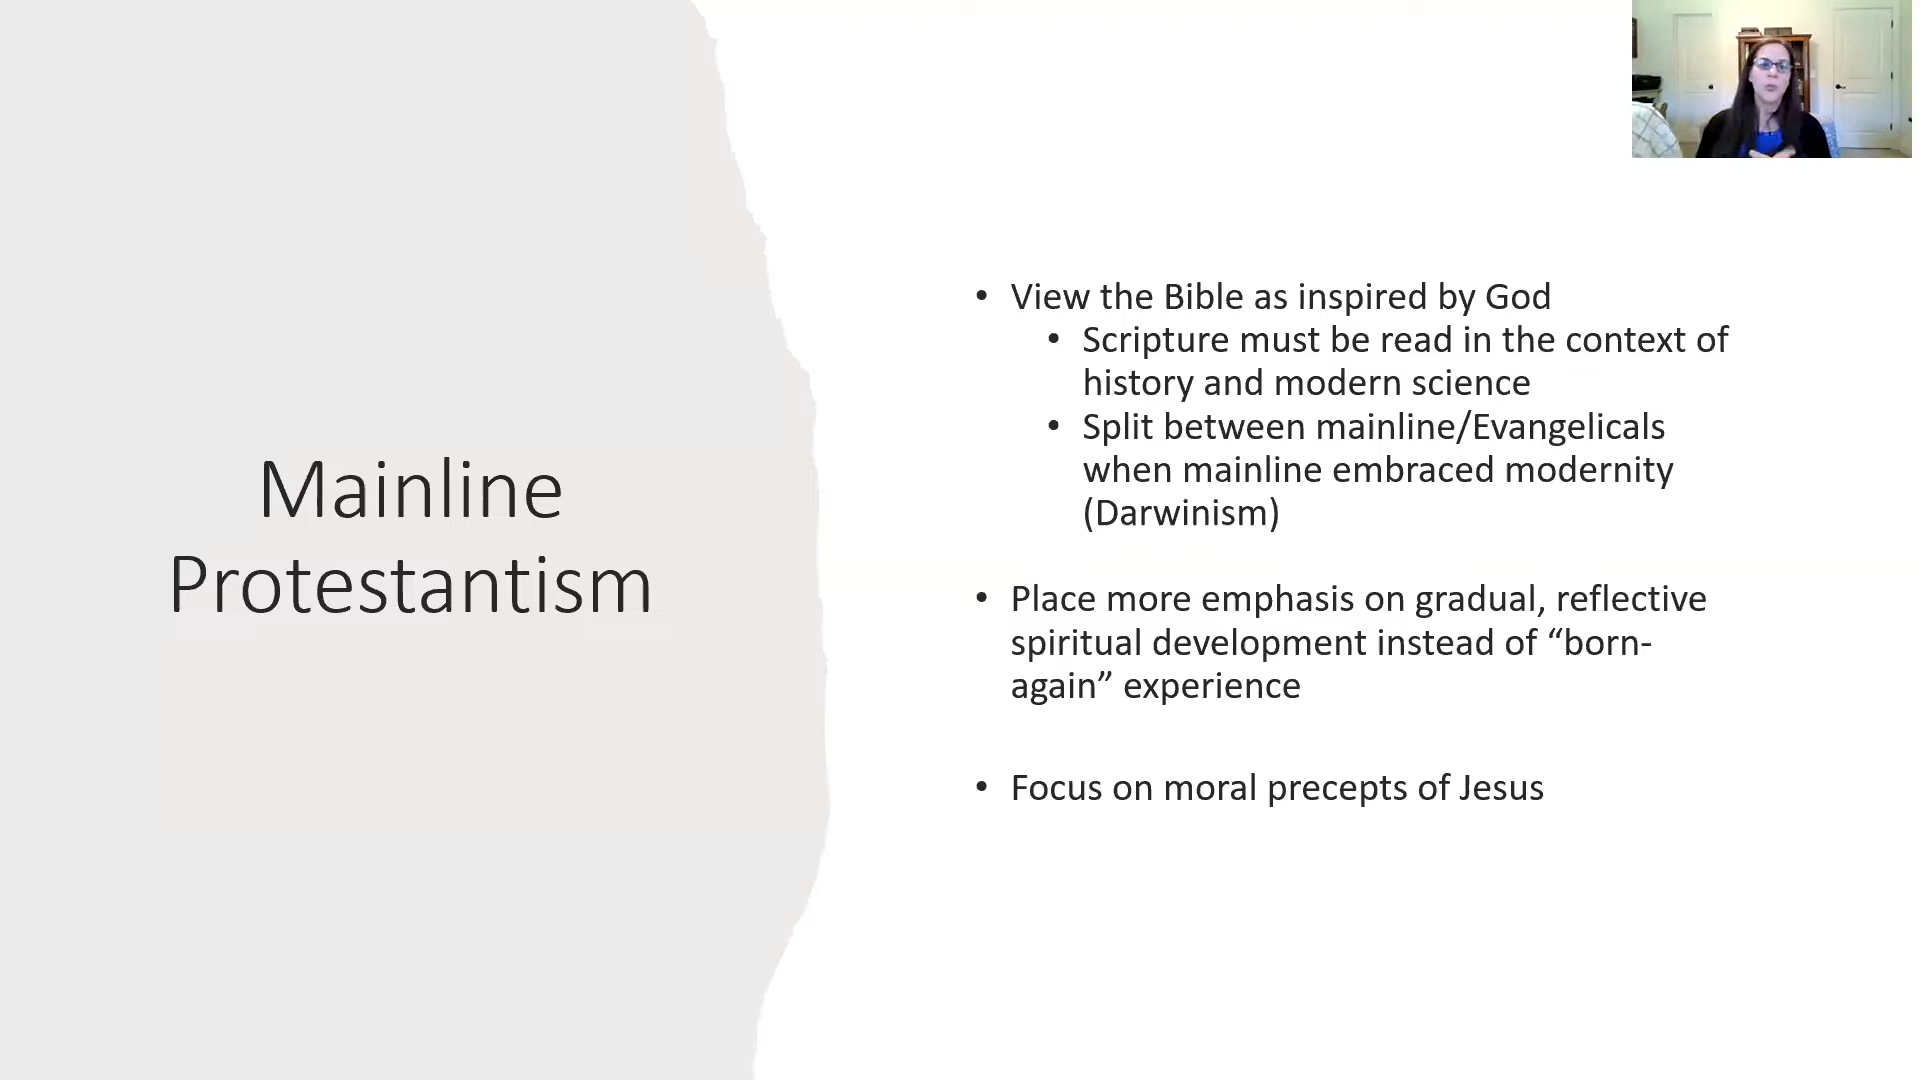 Mainline
Protestantism
• View the Bible as inspired by God
• Scripture must be read in the context of
history and modern science
• Split between mainline/Evangelicals
when mainline embraced modernity
(Darwinism)
• Place more emphasis on gradual, reflective
spiritual development instead of “born-
again” experience
• Focus on moral precepts of Jesus